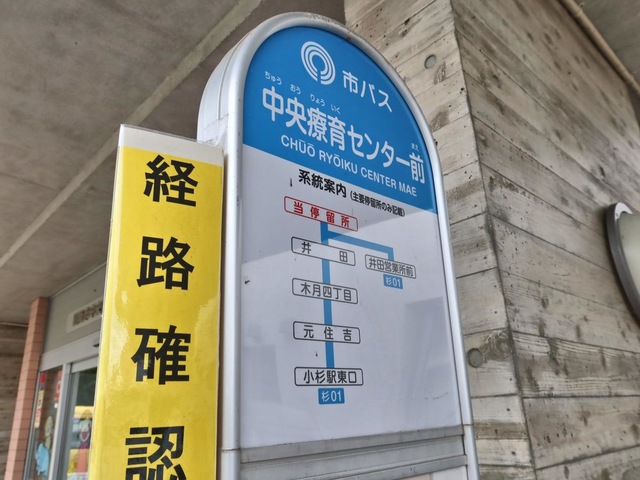 市バス
ちゅう おう りょう いく まえ
中央療育センター前
CHŪŌ RYŌIKU CENTER MAE
系統案内(主要停留所のみ記載)
当停留所
井田
井田営業所前
杉01
木月四丁目
元住吉
小杉駅東口
杉01
経路確認